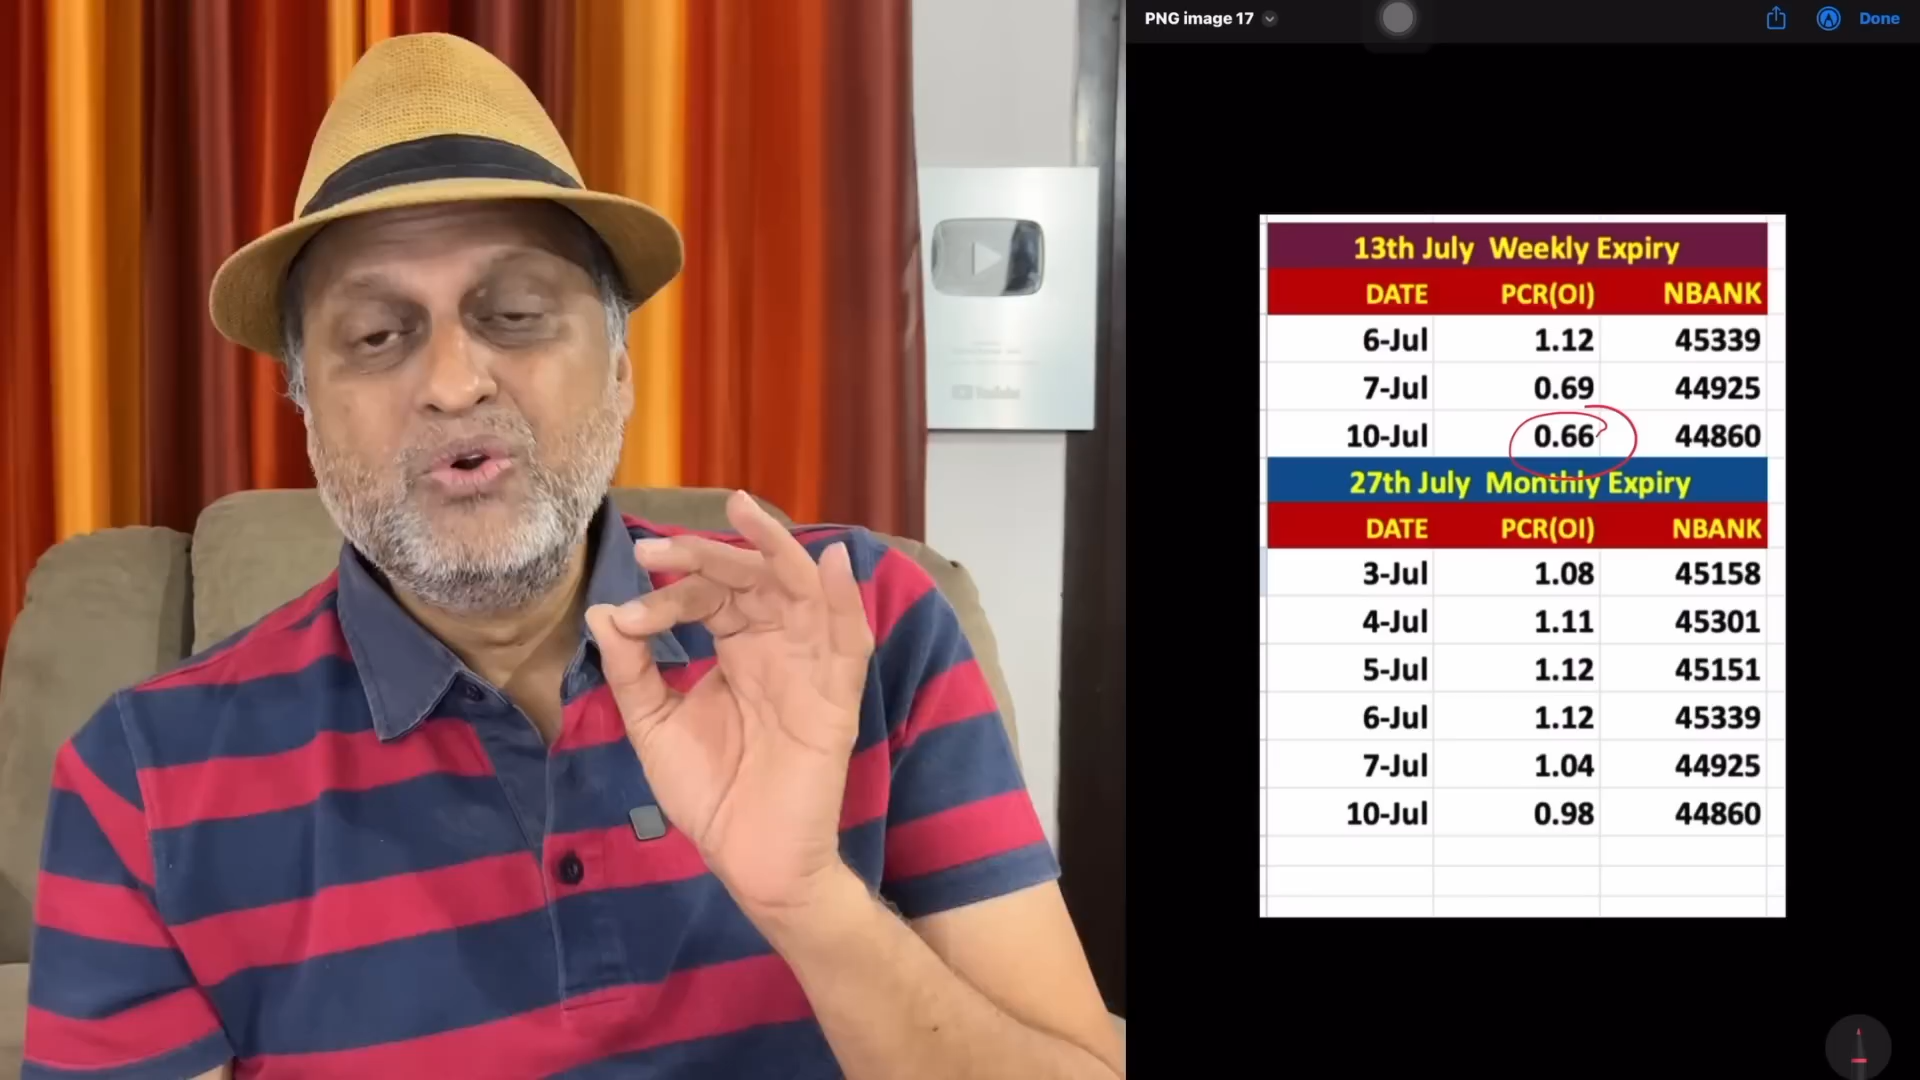 PNG image 17
Done
13th July Weekly Expiry
DATE PCR(OI) NBANK
6-Jul 1.12 45339
7-Jul 0.69 44925
10-Jul 0.66 44860
27th July Monthly Expiry
DATE PCR(OI) NBANK
3-Jul 1.08 45158
4-Jul 1.11 45301
5-Jul 1.12 45151
6-Jul 1.12 45339
7-Jul 1.04 44925
10-Jul 0.98 44860
YouTube